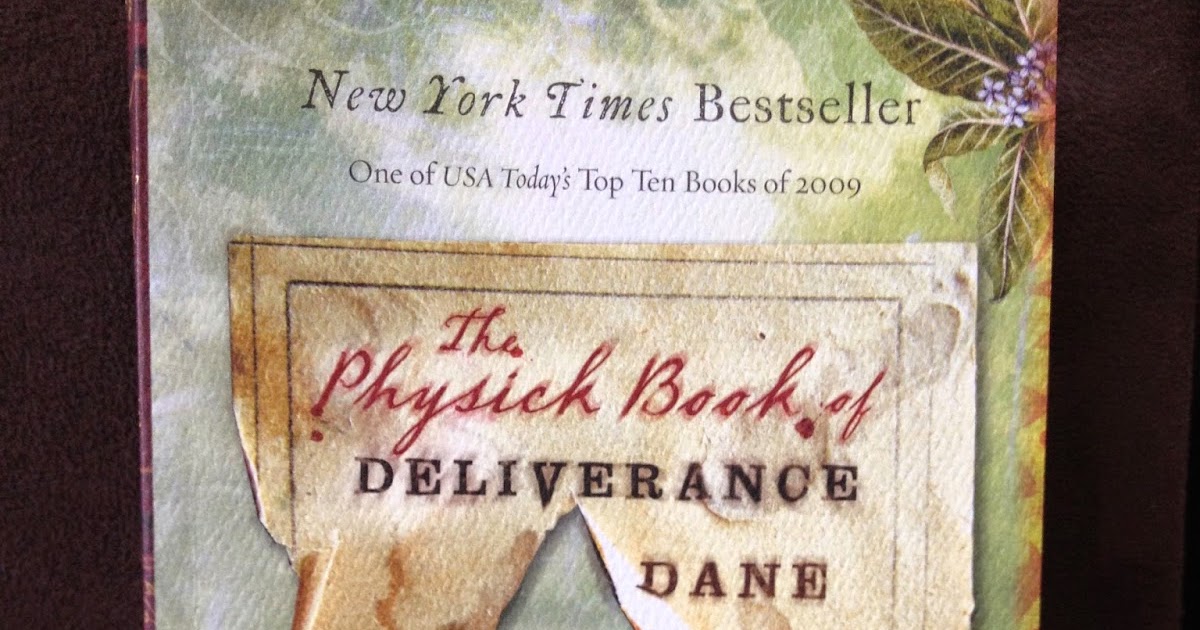 New York Times Bestseller
One of USA Today's Top Ten Books of 2009
The
Physick Book of
DELIVERANCE
DANE